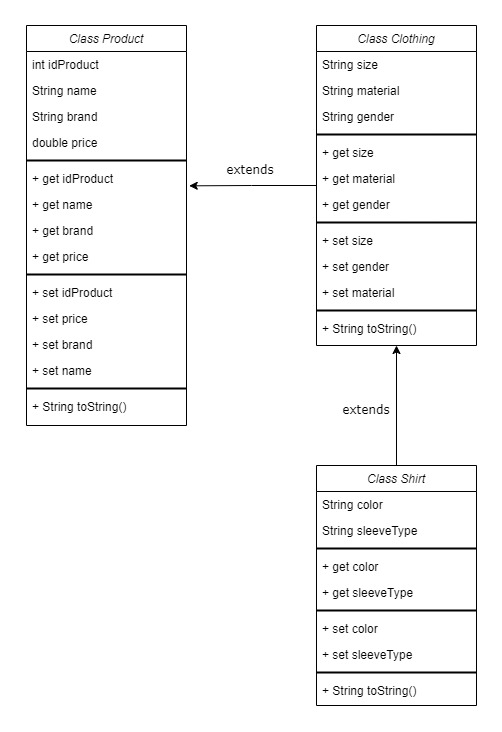 Class Product
int idProduct
String name
String brand
double price
+ get idProduct
+ get name
+ get brand
+ get price
+ set idProduct
+ set price
+ set brand
+ set name
+ String toString()
extends
Class Clothing
String size
String material
String gender
+ get size
+ get material
+ get gender
+ set size
+ set gender
+ set material
+ String toString()
extends
Class Shirt
String color
String sleeveType
+ get color
+ get sleeveType
+ set color
+ set sleeveType
+ String toString()